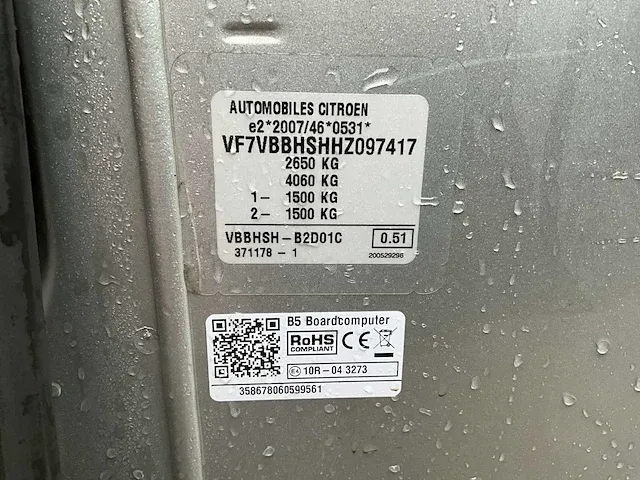 AUTOMOBILES CITROEN
e2*2007/46*0531*
VF7VBBHSHHZ097417
2650 KG
4060 KG
1- 1500 KG
2- 1500 KG
VBBHSH-B2D01C 0.51
371178-1 200529296
B5 Boardcomputer
RoHS
COMPLIANT
CE
E4 10R-04 3273
358678060599561